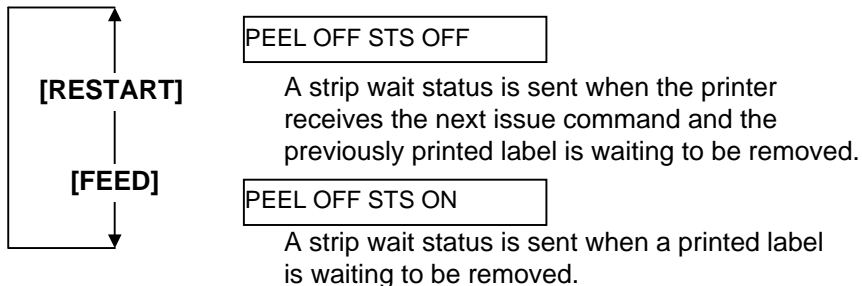 PEEL OFF STS OFF
[RESTART]
A strip wait status is sent when the printer
receives the next issue command and the
previously printed label is waiting to be removed.
[FEED]
PEEL OFF STS ON
A strip wait status is sent when a printed label
is waiting to be removed.